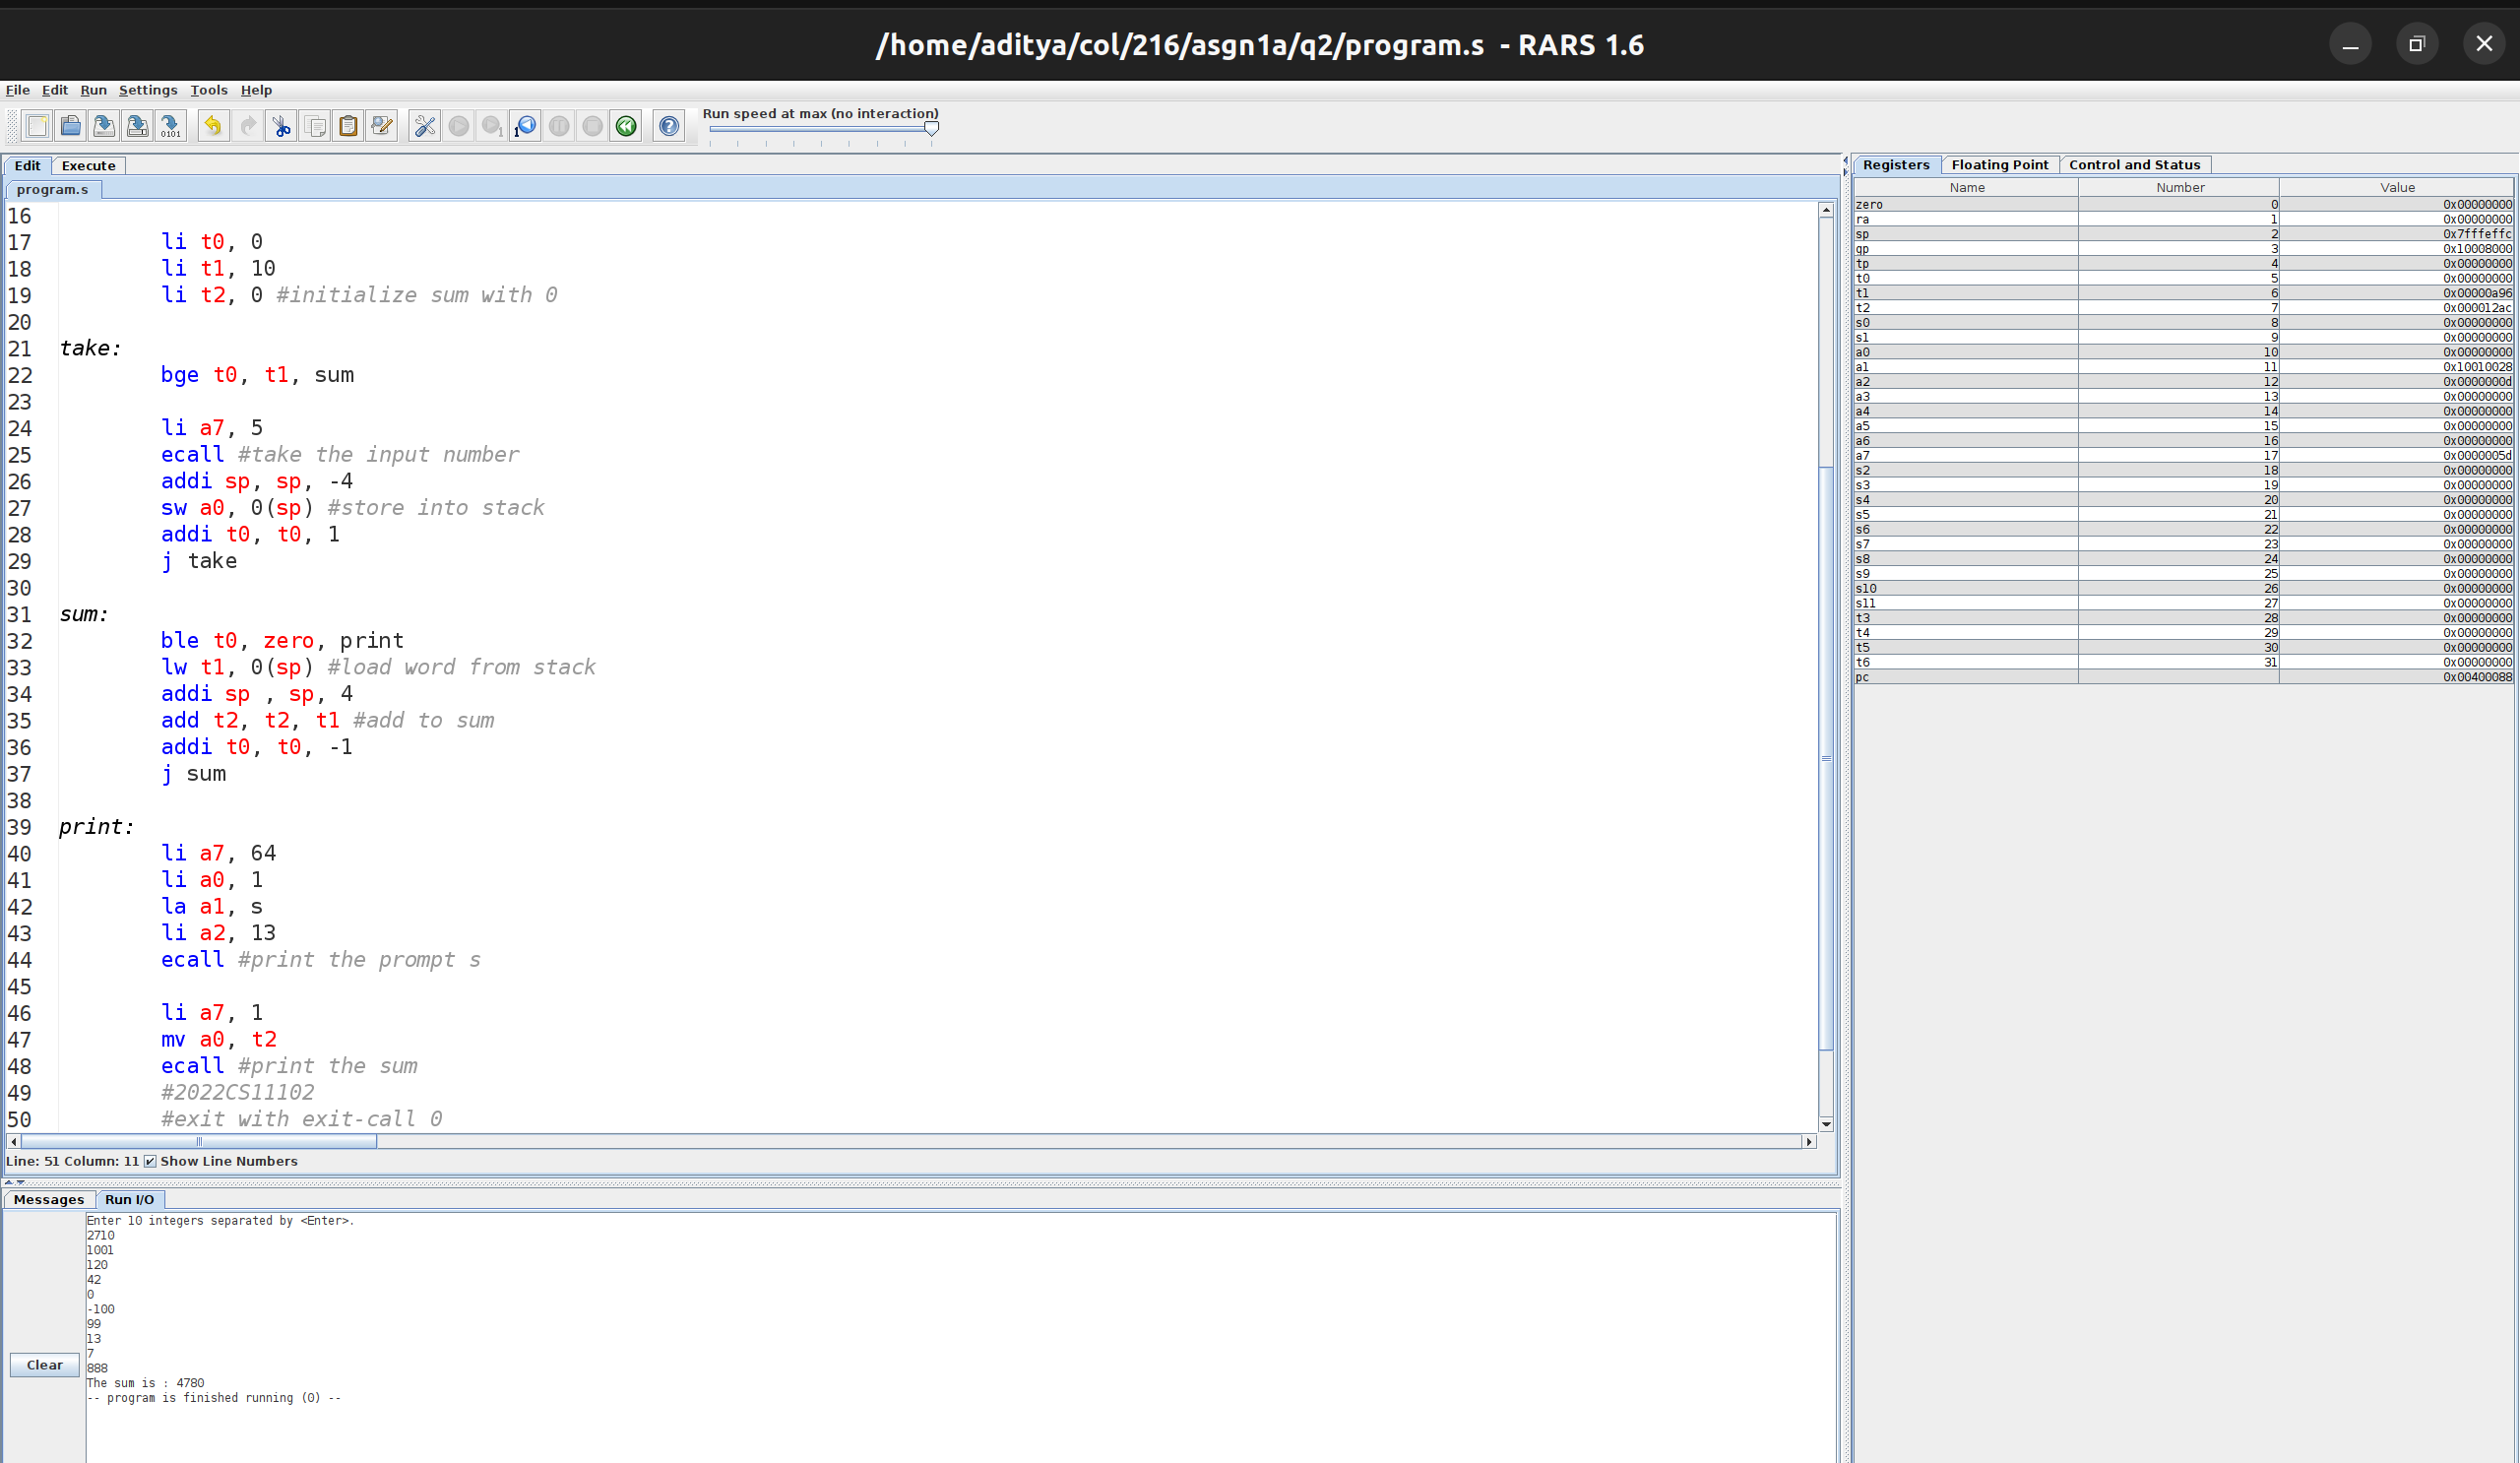 /home/aditya/col/216/asgn1a/q2/program.s - RARS 1.6
File Edit Run Settings Tools Help
Run speed at max (no interaction)
Edit Execute
program.s
16
17 li t0, 0
18 li t1, 10
19 li t2, 0 #initialize sum with 0
20
21 take:
22 bge t0, t1, sum
23
24 li a7, 5
25 ecall #take the input number
26 addi sp, sp, -4
27 sw a0, 0(sp) #store into stack
28 addi t0, t0, 1
29 j take
30
31 sum:
32 ble t0, zero, print
33 lw t1, 0(sp) #load word from stack
34 addi sp , sp, 4
35 add t2, t2, t1 #add to sum
36 addi t0, t0, -1
37 j sum
38
39 print:
40 li a7, 64
41 li a0, 1
42 la a1, s
43 li a2, 13
44 ecall #print the prompt s
45
46 li a7, 1
47 mv a0, t2
48 ecall #print the sum
49 #2022CS11102
50 #exit with exit-call 0
Line: 51 Column: 11 Show Line Numbers
Messages Run I/O
Clear
Enter 10 integers separated by <Enter>.
2710
1001
120
42
0
-100
99
13
7
888
The sum is : 4780
-- program is finished running (0) --
Registers Floating Point Control and Status
Name Number Value
zero 0 0x00000000
ra 1 0x00000000
sp 2 0x7fffeffc
gp 3 0x10008000
tp 4 0x00000000
t0 5 0x00000000
t1 6 0x00000a96
t2 7 0x000012ac
s0 8 0x00000000
s1 9 0x00000000
a0 10 0x00000000
a1 11 0x10010028
a2 12 0x0000000d
a3 13 0x00000000
a4 14 0x00000000
a5 15 0x00000000
a6 16 0x00000000
a7 17 0x0000005d
s2 18 0x00000000
s3 19 0x00000000
s4 20 0x00000000
s5 21 0x00000000
s6 22 0x00000000
s7 23 0x00000000
s8 24 0x00000000
s9 25 0x00000000
s10 26 0x00000000
s11 27 0x00000000
t3 28 0x00000000
t4 29 0x00000000
t5 30 0x00000000
t6 31 0x00000000
pc 0x00400088